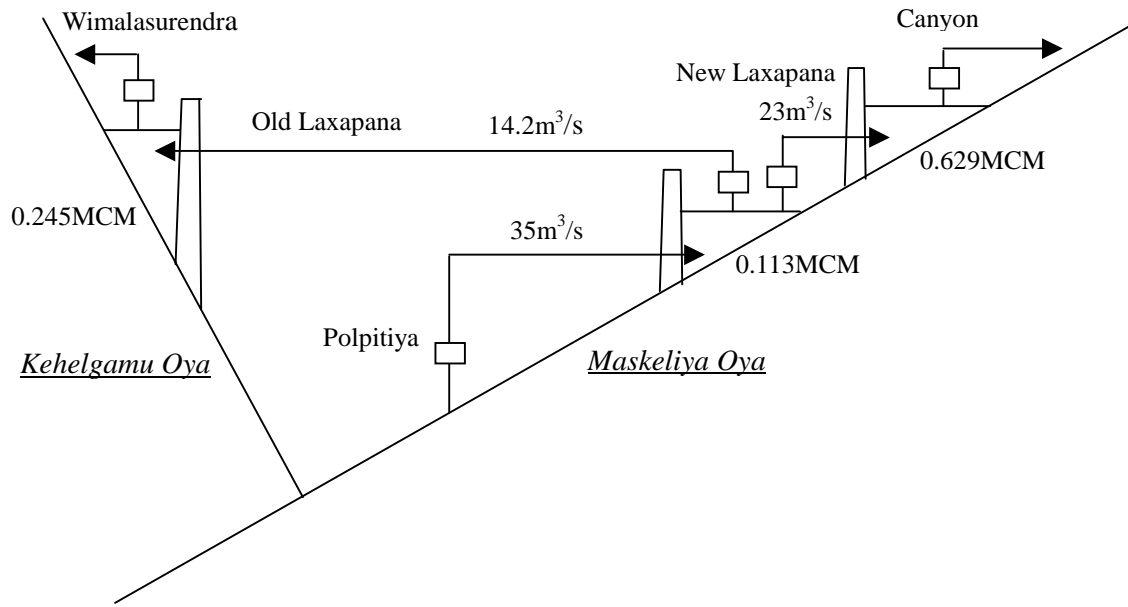 Wimalasurendra
Canyon
New Laxapana
Old Laxapana
14.2m³/s
23m³/s
0.629MCM
0.245MCM
35m³/s
0.113MCM
Polpitiya
Kehelgamu Oya
Maskeliya Oya